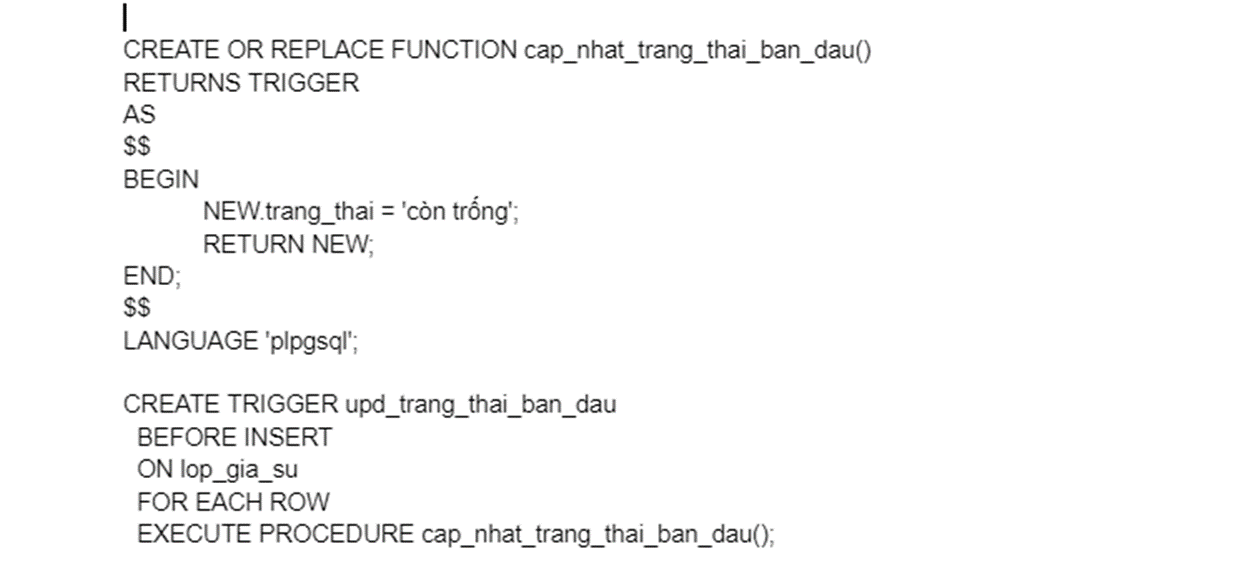 CREATE OR REPLACE FUNCTION cap_nhat_trang_thai_ban_dau()
RETURNS TRIGGER
AS
$$
BEGIN
NEW.trang_thai = 'còn trống';
RETURN NEW;
END;
$$
LANGUAGE 'plpgsql';
CREATE TRIGGER upd_trang_thai_ban_dau
BEFORE INSERT
ON lop_gia_su
FOR EACH ROW
EXECUTE PROCEDURE cap_nhat_trang_thai_ban_dau();